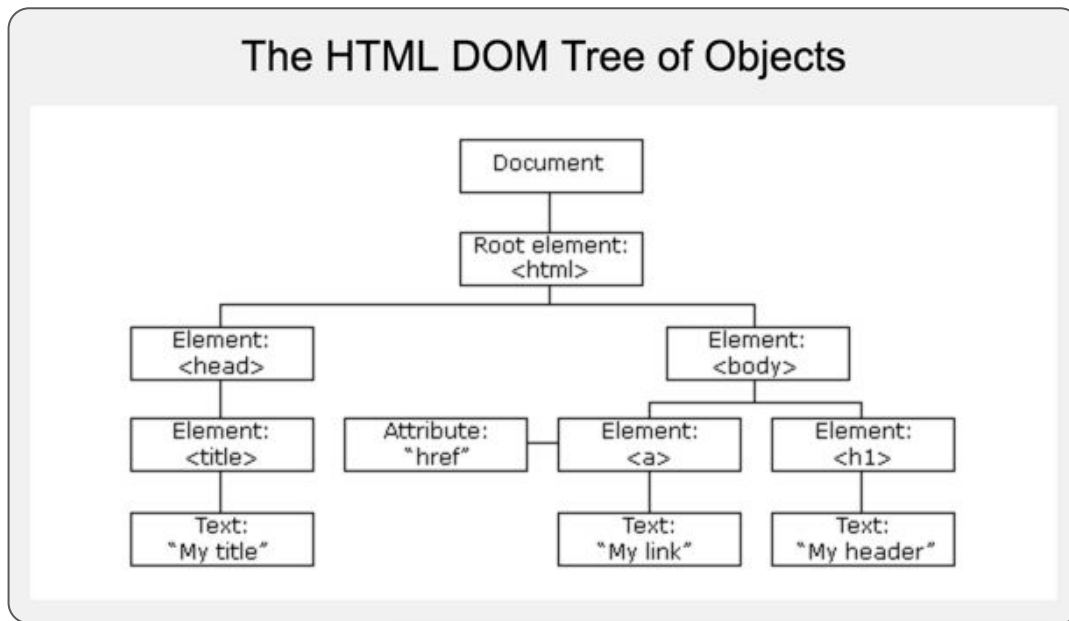 The HTML DOM Tree of Objects
Document
Root element:
<html>
Element:
<head>
Element:
<body>
Element:
<title>
Attribute:
“href”
Element:
<a>
Element:
<h1>
Text:
“My title”
Text:
“My link”
Text:
“My header”